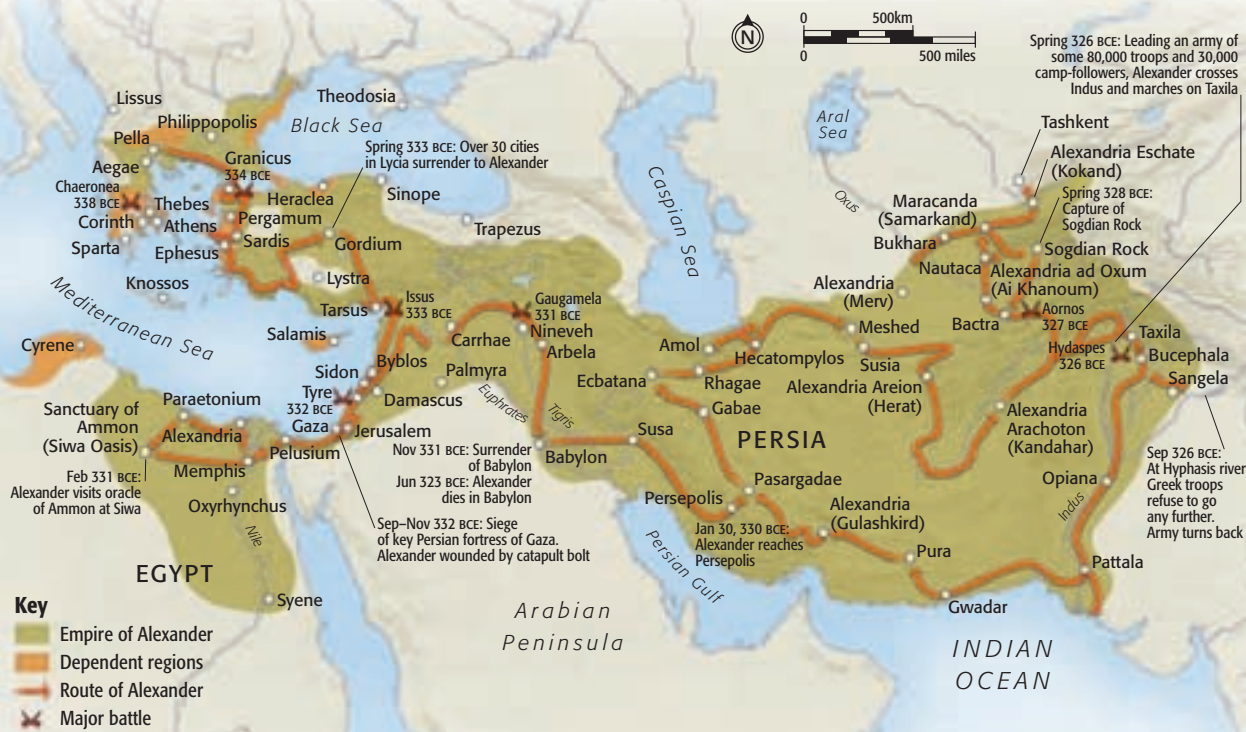 0 500km
N
0 500 miles
Spring 326 BCE: Leading an army of
some 80,000 troops and 30,000
camp-followers, Alexander crosses
Indus and marches on Taxila
Lissus
Theodosia
Black Sea
Philippopolis
Pella
Aegae
Granicus
334 BCE
Spring 333 BCE: Over 30 cities
in Lycia surrender to Alexander
Chaeronea
338 BCE
Thebes
Corinth
Athens
Sparta
Heraclea
Pergamum
Sardis
Ephesus
Sinope
Gordium
Trapezus
Knossos
Lystra
Tarsus
Issus
333 BCE
Mediterranean Sea
Salamis
Cyrene
Caspian Sea
Aral
Sea
Oxus
Tashkent
Alexandria Eschate
(Kokand)
Maracanda
(Samarkand)
Spring 328 BCE:
Capture of
Sogdian Rock
Bukhara
Sogdian Rock
Nautaca
Alexandria ad Oxum
(Ai Khanoum)
Alexandria
(Merv)
Gaugamela
331 BCE
Nineveh
Arbela
Carrhae
Bactra
Aornos
327 BCE
Meshed
Taxila
Hydaspes
326 BCE
Bucephala
Sangela
Amol
Hecatompylos
Susia
Ecbatana
Rhagae
Alexandria Areion
(Herat)
Byblos
Sidon
Tyre
332 BCE
Palmyra
Damascus
Euphrates
Tigris
Gaza
Jerusalem
Gabae
Alexandria
Arachoton
(Kandahar)
Sanctuary of
Ammon
(Siwa Oasis)
Paraetonium
Alexandria
Memphis
Pelusium
Susa
PERSIA
Babylon
Nov 331 BCE: Surrender
of Babylon
Jun 323 BCE: Alexander
dies in Babylon
Feb 331 BCE:
Alexander visits oracle
of Ammon at Siwa
Oxyrhynchus
Nile
Pasargadae
Persepolis
Opiana
Indus
Sep 326 BCE:
At Hyphasis river
Greek troops
refuse to go
any further.
Army turns back
Sep–Nov 332 BCE: Siege
of key Persian fortress of Gaza.
Alexander wounded by catapult bolt
Alexandria
(Gulashkird)
Jan 30, 330 BCE:
Alexander reaches
Persepolis
Persian Gulf
Pura
Pattala
EGYPT
Syene
Gwadar
Arabian
Peninsula
INDIAN
OCEAN
Key
Empire of Alexander
Dependent regions
Route of Alexander
Major battle